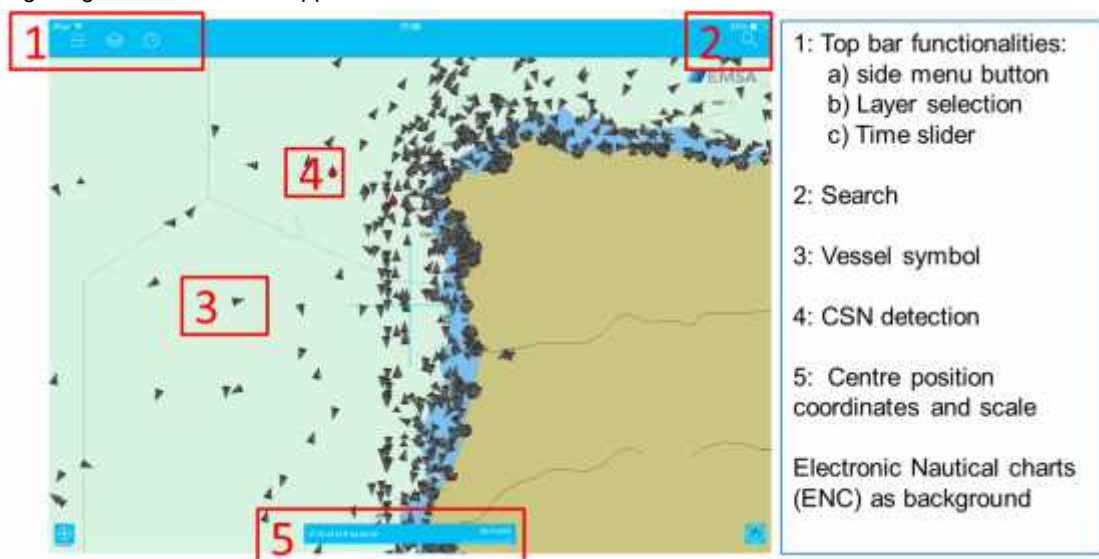 1
2
EMSA
4
3
5
1: Top bar functionalities:
a) side menu button
b) Layer selection
c) Time slider
2: Search
3: Vessel symbol
4: CSN detection
5: Centre position
coordinates and scale
Electronic Nautical charts
(ENC) as background